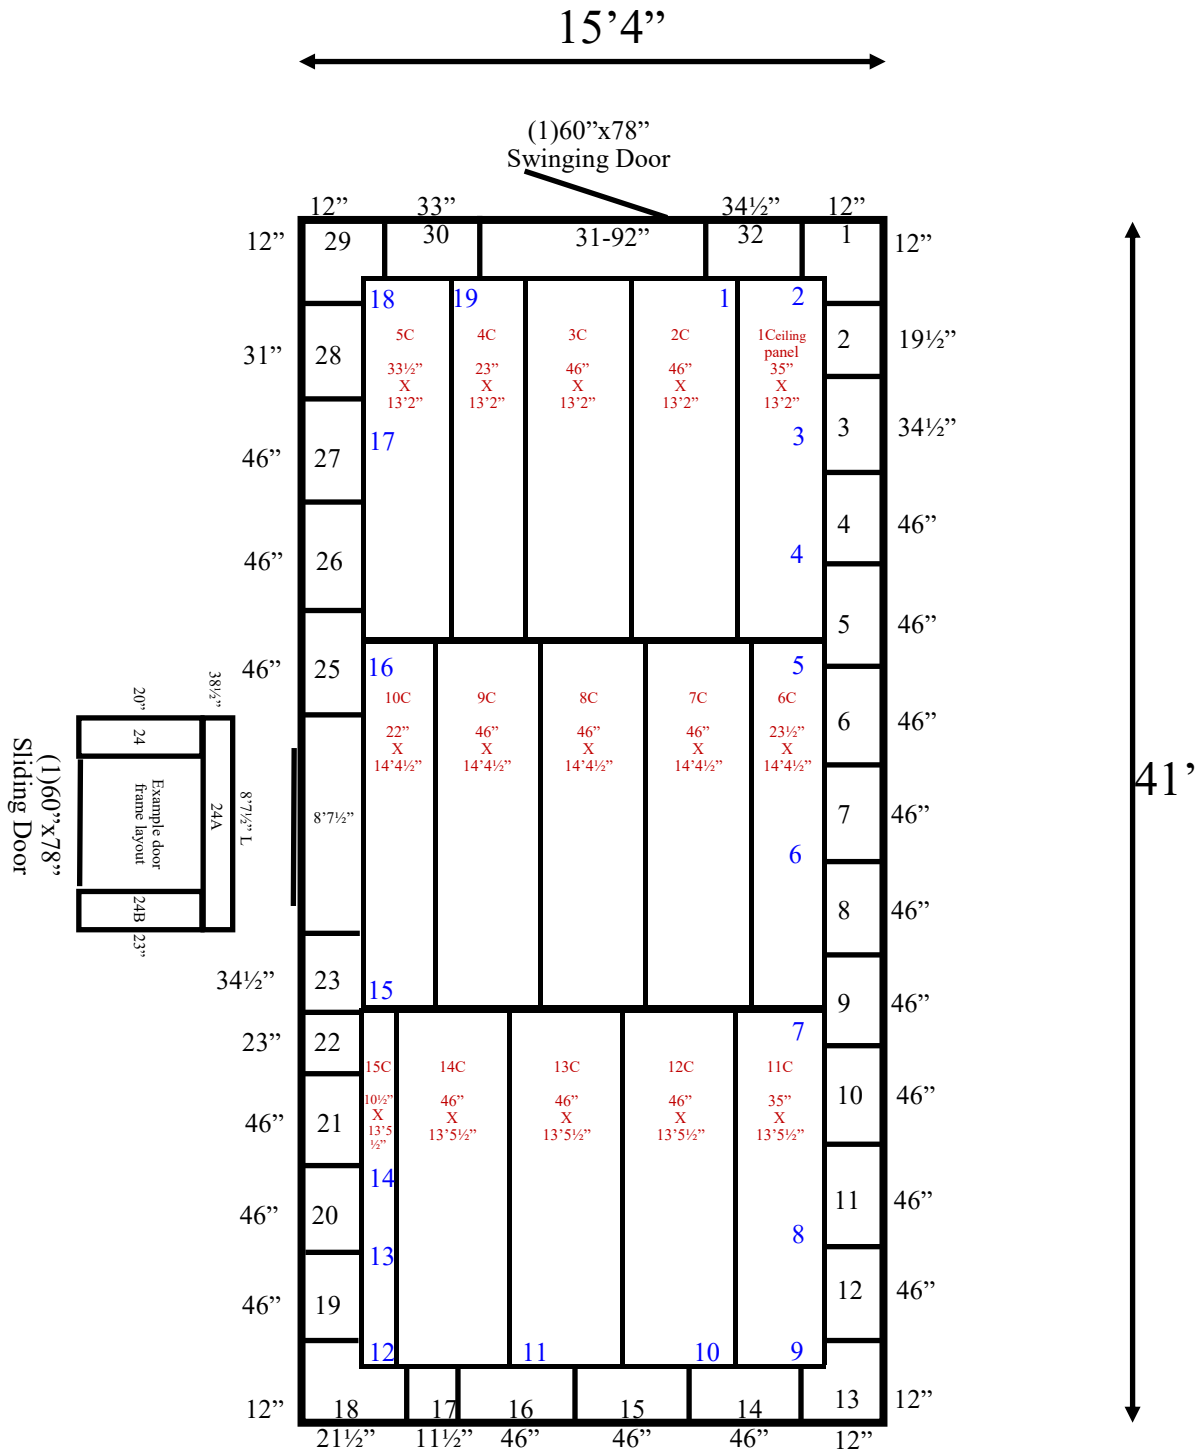 15’4”
(1)60”x78”
Swinging Door
12” 33” 34½” 12”
12” 29 30 31-92” 32 1 12”
18 19 1 2
31” 28 2 19½”
5C 4C 3C 2C 1Ceiling
panel
33½” 23” 46” 46” 35”
X X X X X
13’2” 13’2” 13’2” 13’2” 13’2”
46” 27 17 3 3 34½”
46” 26 4 4 46”
5 46”
46” 25 16 5
10C 9C 8C 7C 6C
22” 46” 46” 46” 23½”
X X X X X
14’4½” 14’4½” 14’4½” 14’4½” 14’4½”
6 46”
41’
(1)60”x78”
Sliding Door
20”
24
38½”
Example door
frame layout
24A
8’7½” L
24B
23”
8’7½”
7 46”
6
8 46”
34½” 23 15 9 46”
23” 22 7
15C 14C 13C 12C 11C
10½” 46” 46” 46” 35”
X X X X X
13’5 13’5½” 13’5½” 13’5½” 13’5½”
½”
46” 21 10 46”
14
46” 20 11 46”
13 8
46” 19 12 46”
12 11 10 9
12” 18 17 16 15 14 13 12”
21½” 11½” 46” 46” 46” 12”